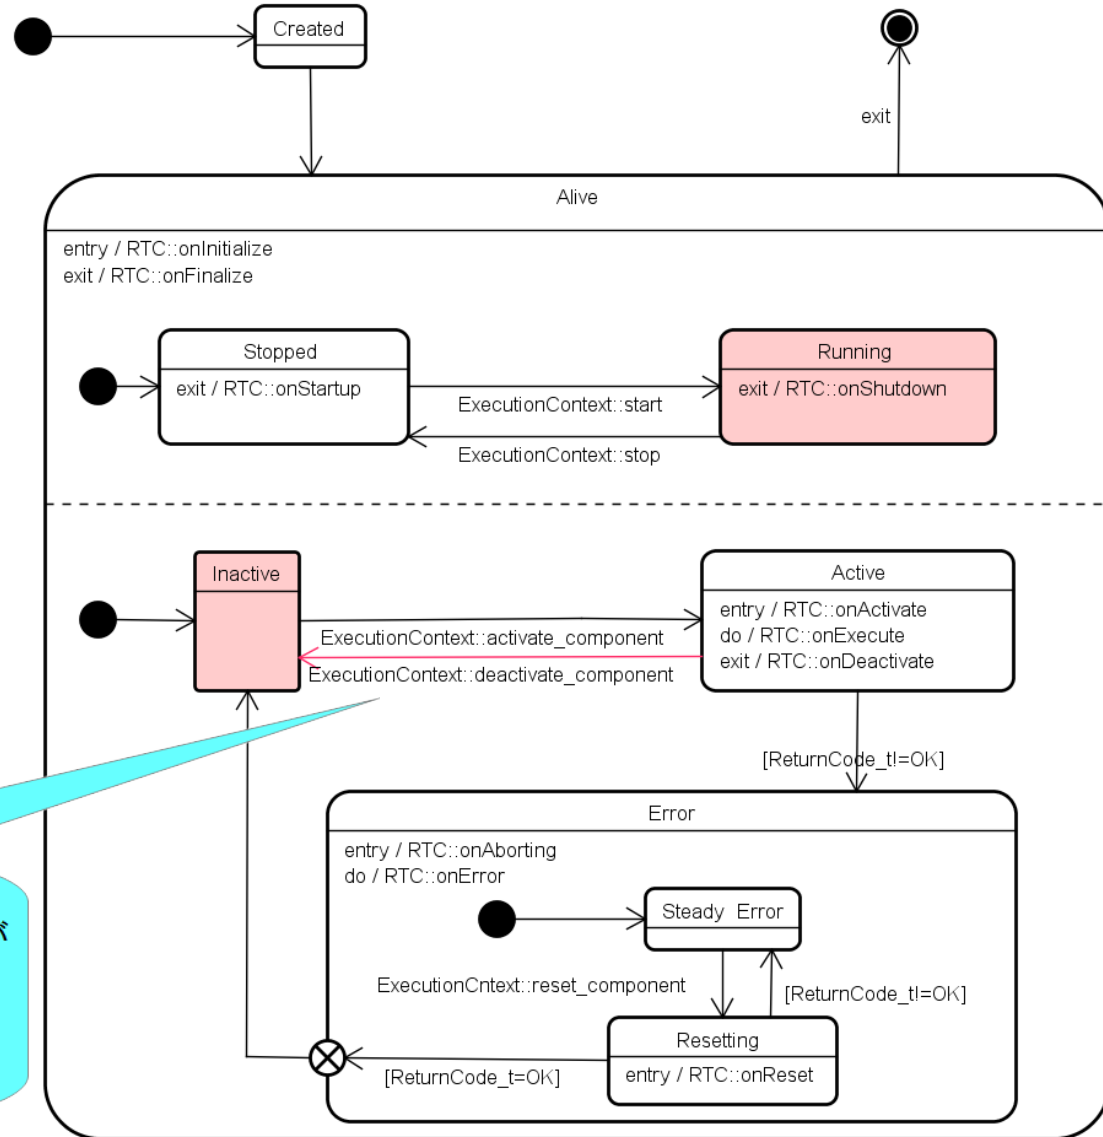 Created
exit
Alive
entry / RTC::onInitialize
exit / RTC::onFinalize
Stopped
exit / RTC::onStartup
Running
exit / RTC::onShutdown
ExecutionContext::start
ExecutionContext::stop
Inactive
Active
entry / RTC::onActivate
do / RTC::onExecute
exit / RTC::onDeactivate
ExecutionContext::activate_component
ExecutionContext::deactivate_component
[ReturnCode_t!=OK]
Error
entry / RTC::onAborting
do / RTC::onError
Steady Error
ExecutionCntext::reset_component
[ReturnCode_t!=OK]
Resetting
entry / RTC::onReset
[ReturnCode_t=OK]